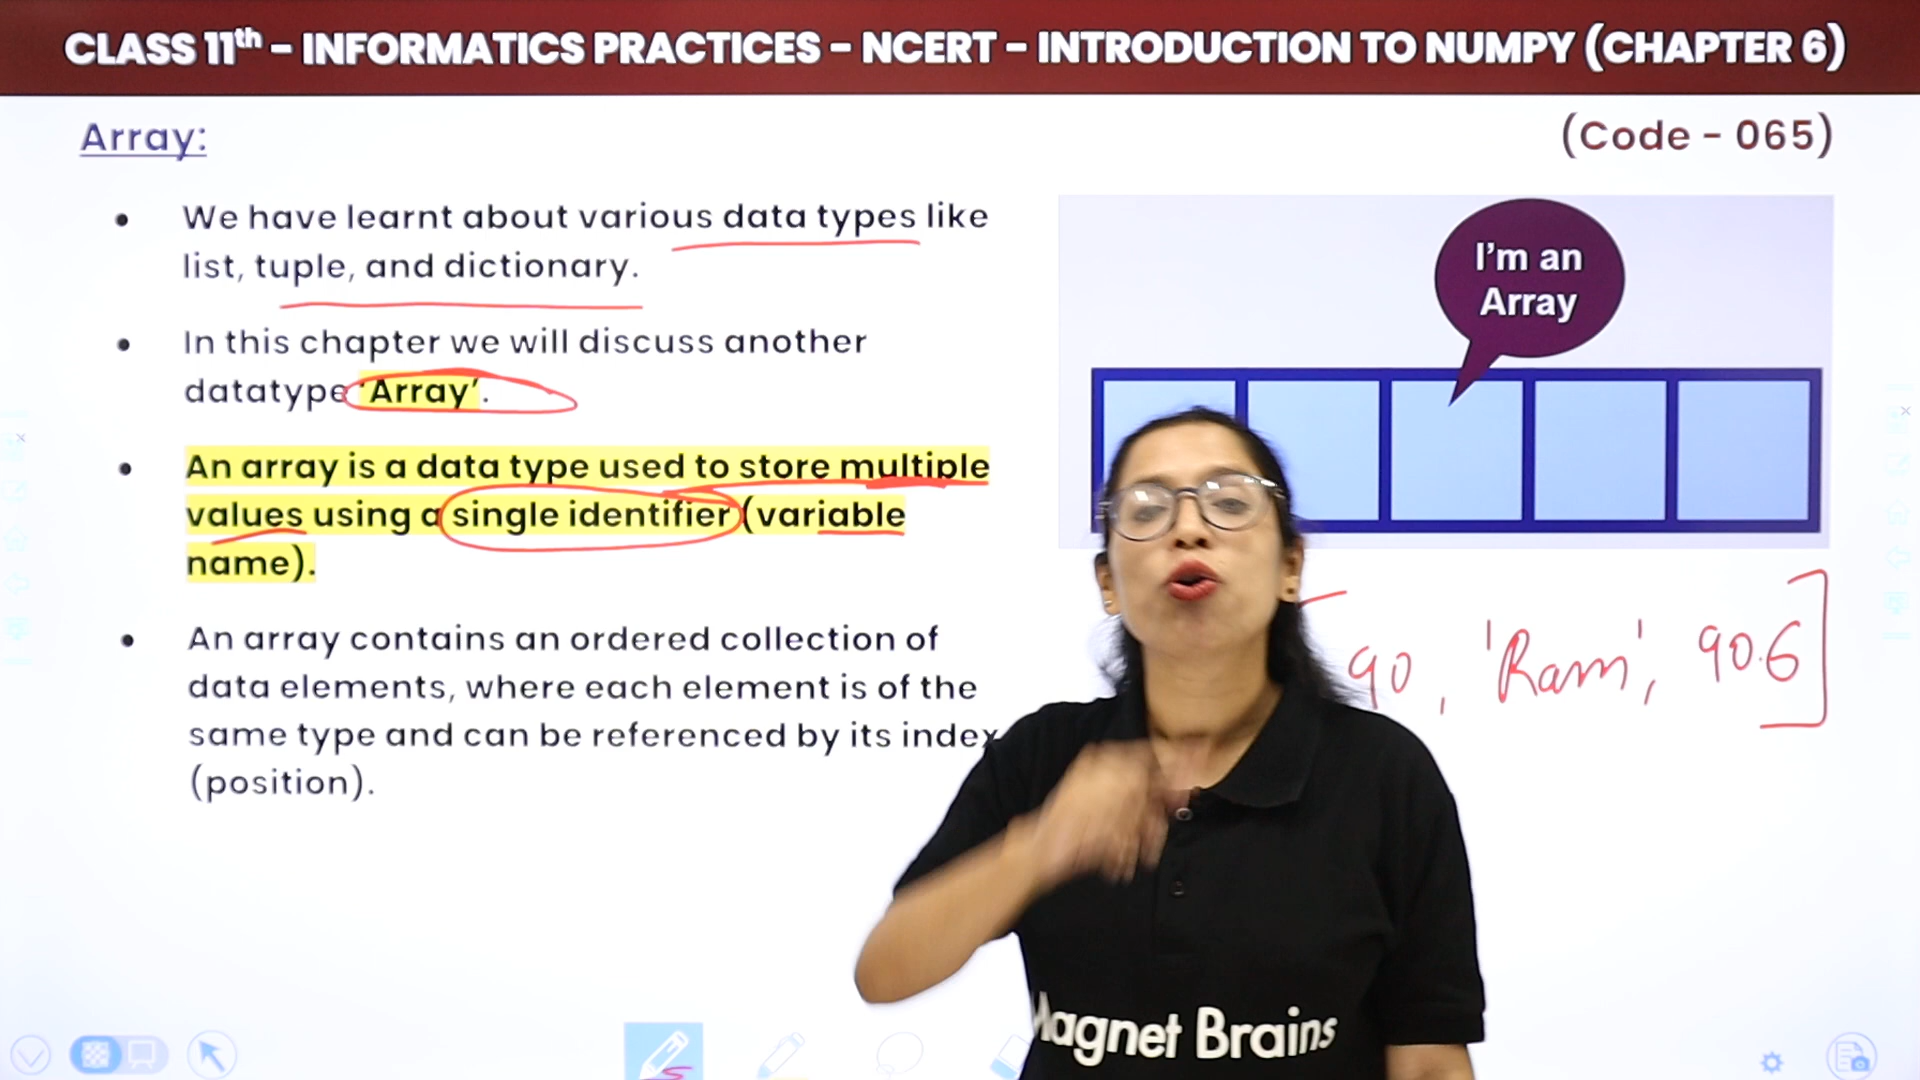 CLASS 11th – INFORMATICS PRACTICES – NCERT – INTRODUCTION TO NUMPY (CHAPTER 6)
Array:
(Code - 065)
• We have learnt about various data types like
list, tuple, and dictionary.
• In this chapter we will discuss another
datatype ‘Array’.
• An array is a data type used to store multiple
values using a single identifier (variable
name).
• An array contains an ordered collection of
data elements, where each element is of the
same type and can be referenced by its index
(position).
I’m an
Array
90 , 'Ram', 90.6]
Magnet Brains